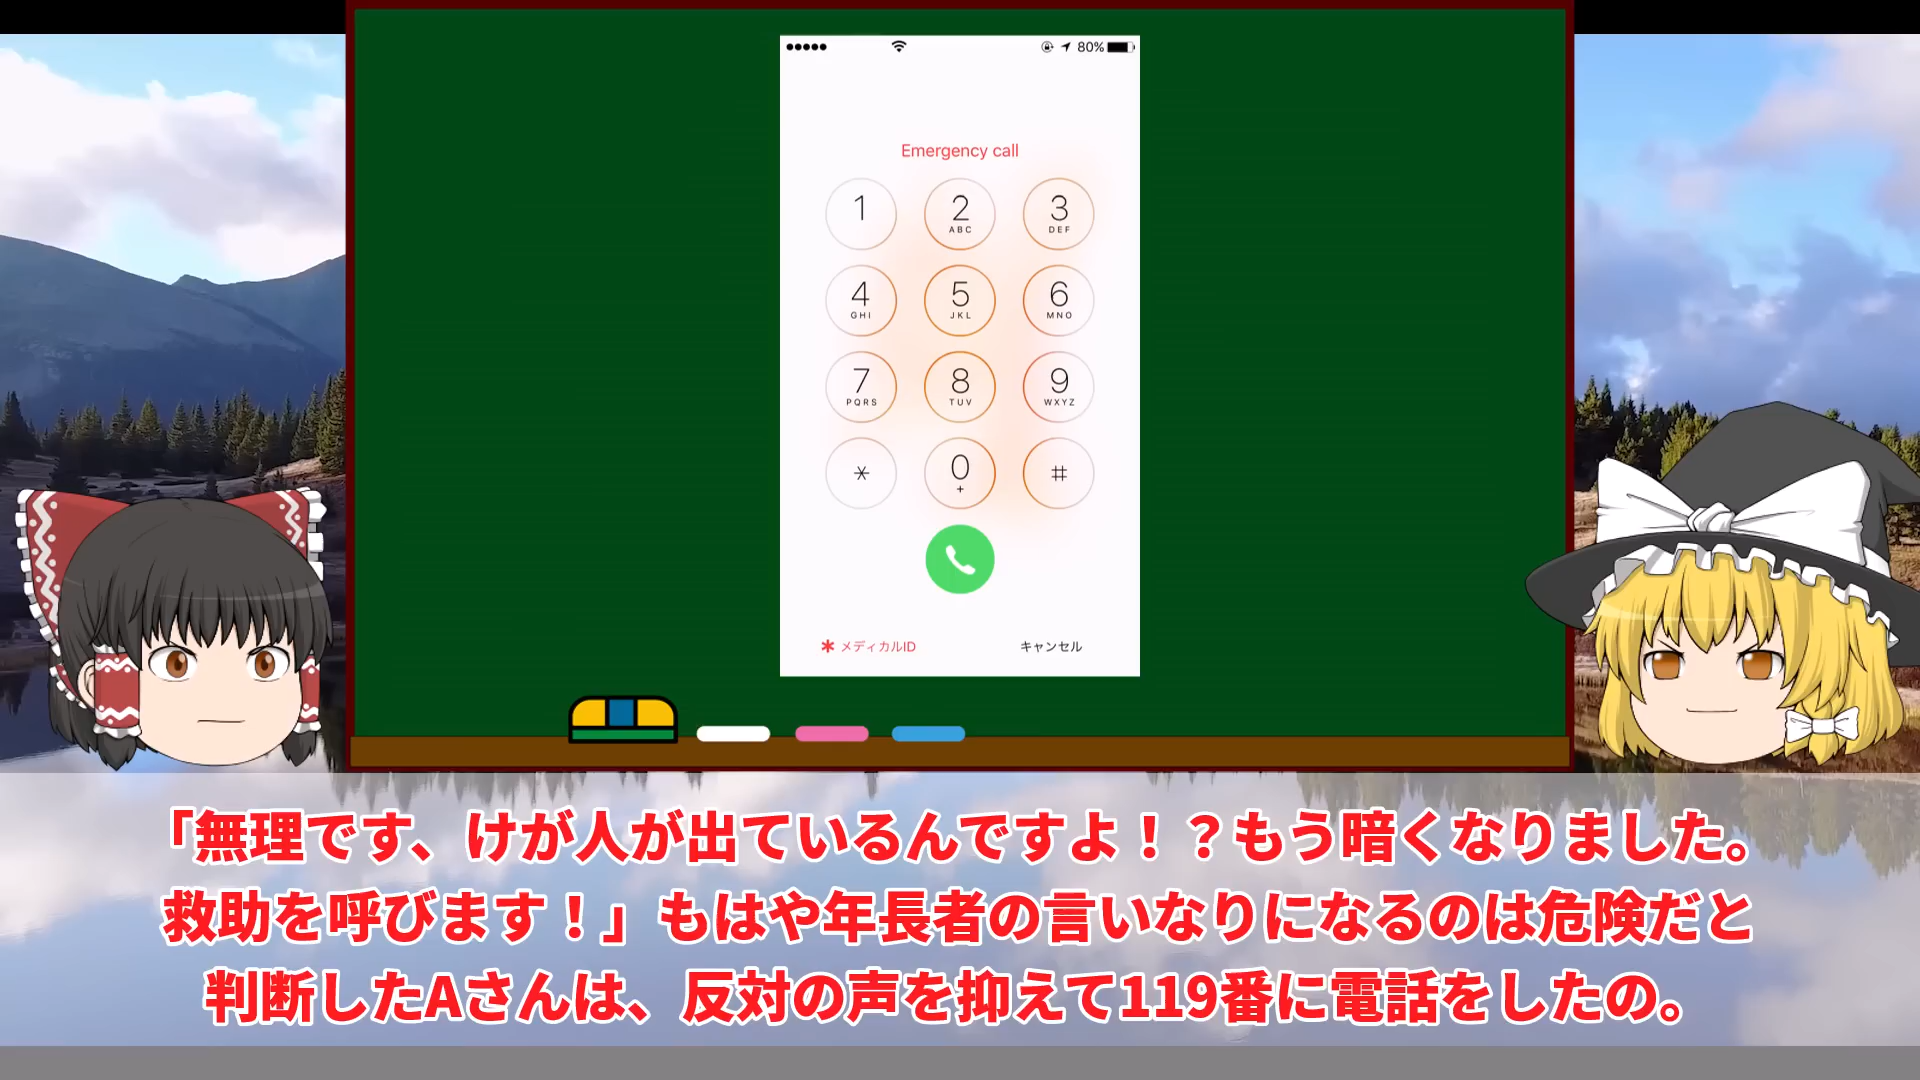 80%
Emergency call
1
2
ABC
3
DEF
4
GHI
5
JKL
6
MNO
7
PQRS
8
TUV
9
WXYZ
*
0
+
#
* メディカルID
キャンセル
「無理です、けが人が出ているんですよ！？もう暗くなりました。
救助を呼びます！」もはや年長者の言いなりになるのは危険だと
判断したAさんは、反対の声を抑えて119番に電話をしたの。